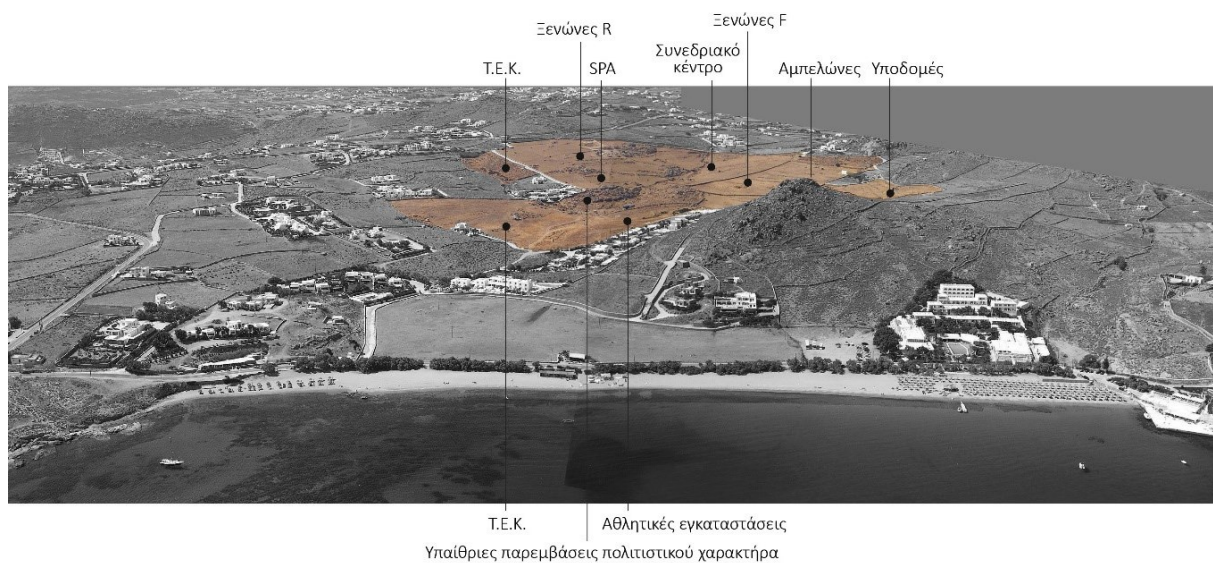 Ξενώνες F
Ξενώνες R
Συνεδριακό
κέντρο
Τ.Ε.Κ.
SPA
Αμπελώνες
Υποδομές
Τ.Ε.Κ.
Αθλητικές εγκαταστάσεις
Υπαίθριες παρεμβάσεις πολιτιστικού χαρακτήρα